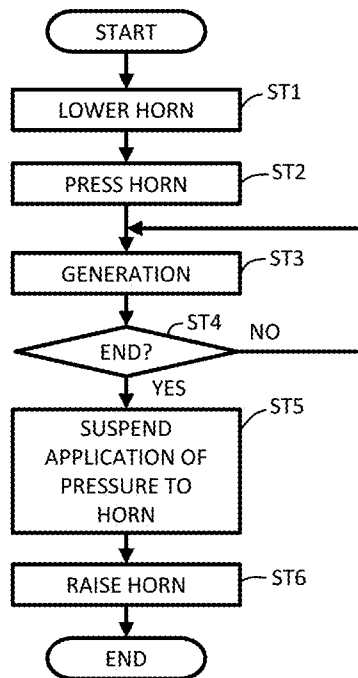 START
LOWER HORN
ST1
PRESS HORN
ST2
GENERATION
ST3
END?
ST4
NO
YES
SUSPEND
APPLICATION OF
PRESSURE TO
HORN
ST5
RAISE HORN
ST6
END